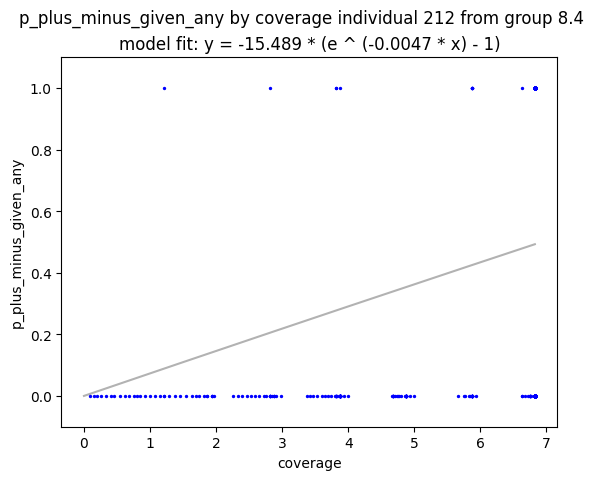 p_plus_minus_given_any by coverage individual 212 from group 8.4
model fit: y = -15.489 * (e ^ (-0.0047 * x) - 1)
1.0
0.8
0.6
0.4
0.2
0.0
p_plus_minus_given_any
0 1 2 3 4 5 6 7
coverage